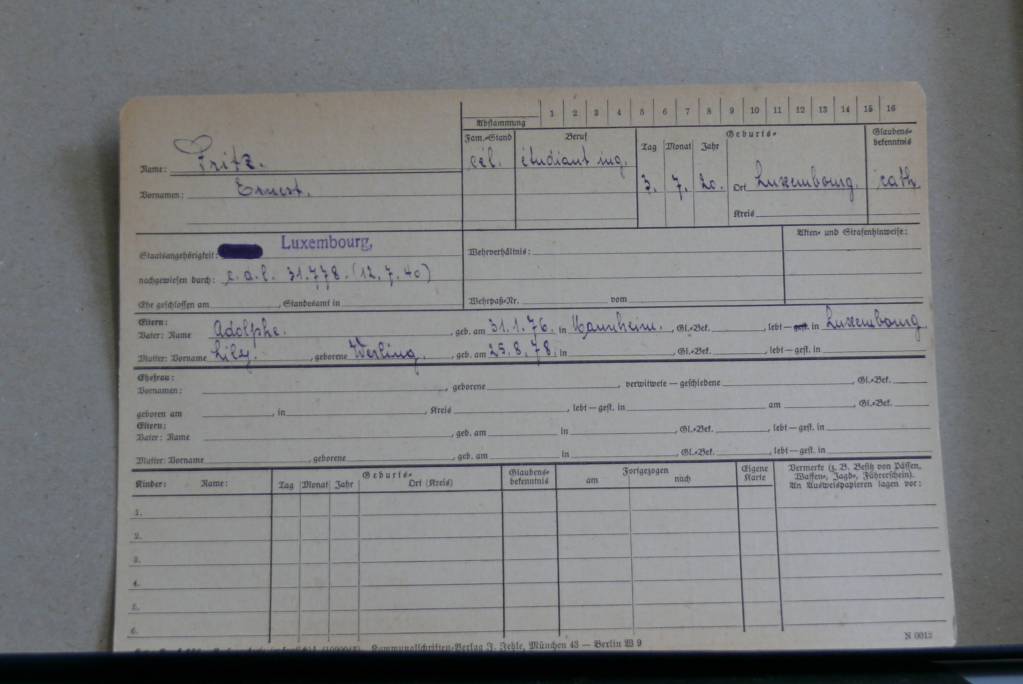 1 2 3 4 5 6 7 8 9 10 11 12 13 14 15 16
Abstammung
Fam.-Stand Beruf Geburts- Glaubens-
bekenntnis
Tag Monat Jahr
Name: Fritz. cél. étudiant ing. 3. 7. 20. Ort Luxembourg. cath.
Vornamen: Ernest.
Kreis
Staatsangehörigkeit: Luxembourg, Wehrverhältnis: Akten- und Strafenhinweise:
nachgewiesen durch: c.d.l. 31.778. (12.7.40)
Ehe geschlossen am , Standesamt in Wehrpaß-Nr. vom
Eltern:
Vater: Name Adolphe. , geb. am 31.1.76. in Mannheim. , Gl.-Bek. , lebt — gest. in Luxembourg
Mutter: Vorname Lily. , geborene Werling. , geb. am 25.8.78. in , Gl.-Bek. , lebt — gest. in
Ehefrau:
Vornamen: , geborene , verwitwete — geschiedene , Gl.-Bek.
geboren am , in , Kreis , lebt — gest. in am , Gl.-Bek.
Eltern:
Vater: Name , geb. am in , Gl.-Bek. , lebt — gest. in
Mutter: Vorname , geborene , geb. am in , Gl.-Bek. , lebt — gest. in
Kinder: Name: Geburts- Glaubens-
bekenntnis Fortgezogen Eigene
Karte Vermerke (z. B. Besitz von Pässen,
Waffen-, Jagd-, Führerschein).
An Ausweispapieren lagen vor:
Tag Monat Jahr Ort (Kreis) am nach
1.
2.
3.
4.
5.
6.
Kommunalschriften-Verlag J. Jehle, München 43 — Berlin W 9
N 0012